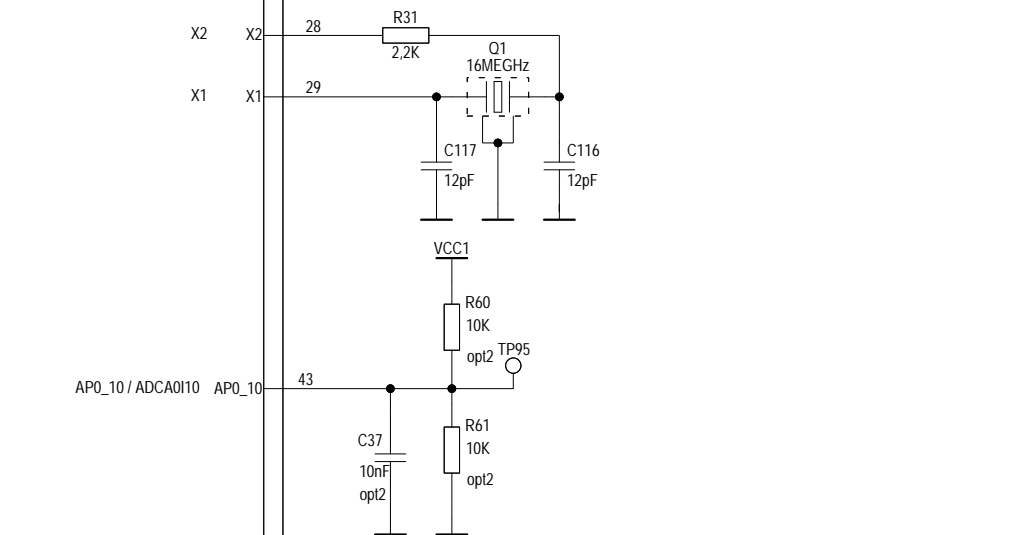 R31
X2 X2 28
2,2K
Q1
16MEGHz
X1 X1 29
C117 C116
12pF 12pF
VCC1
R60
10K
opt2 TP95
AP0_10 / ADCA0I10 AP0_10 43
R61
C37 10K
10nF opt2
opt2